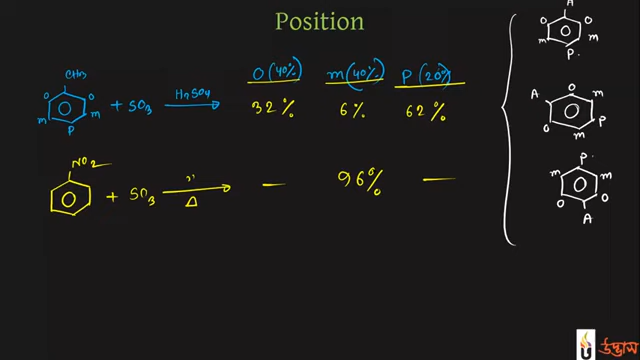 Position
O (40%) m (40%) P (20%)
CH3 + SO3 H2SO4 32% 6% 62%
O O m m P
NO2 + SO3 〃 Δ — 96% —
A O O m m P
A O O m m P
P m m O O A
উদ্ভাস